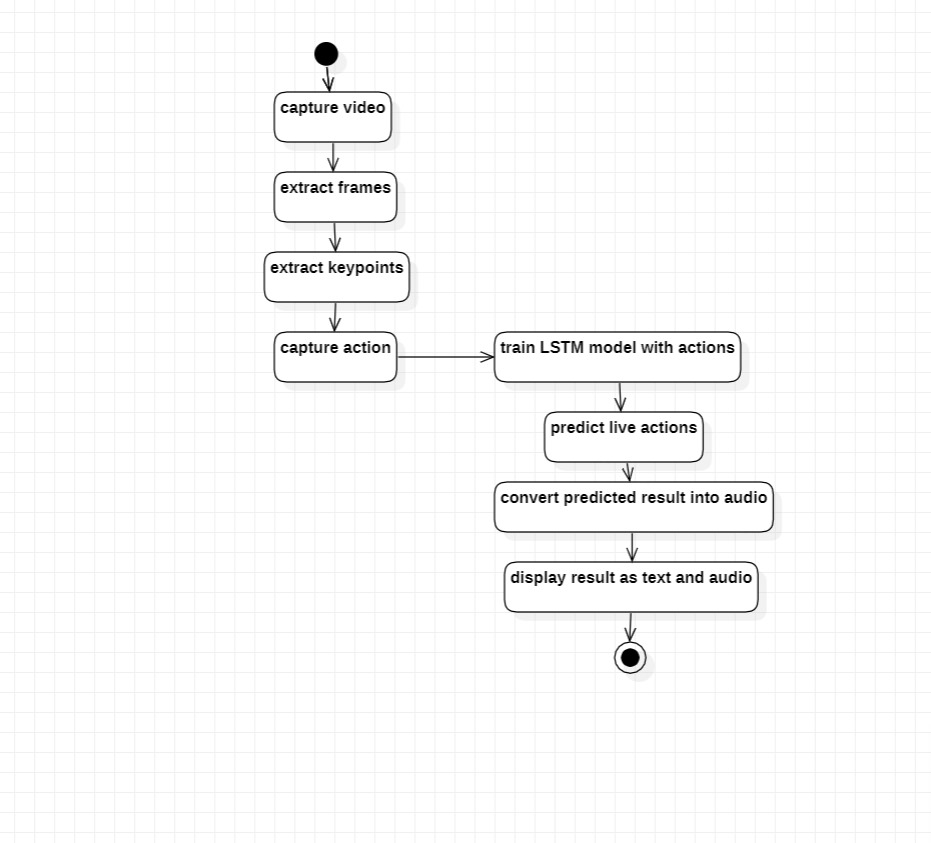 capture video
extract frames
extract keypoints
capture action
train LSTM model with actions
predict live actions
convert predicted result into audio
display result as text and audio